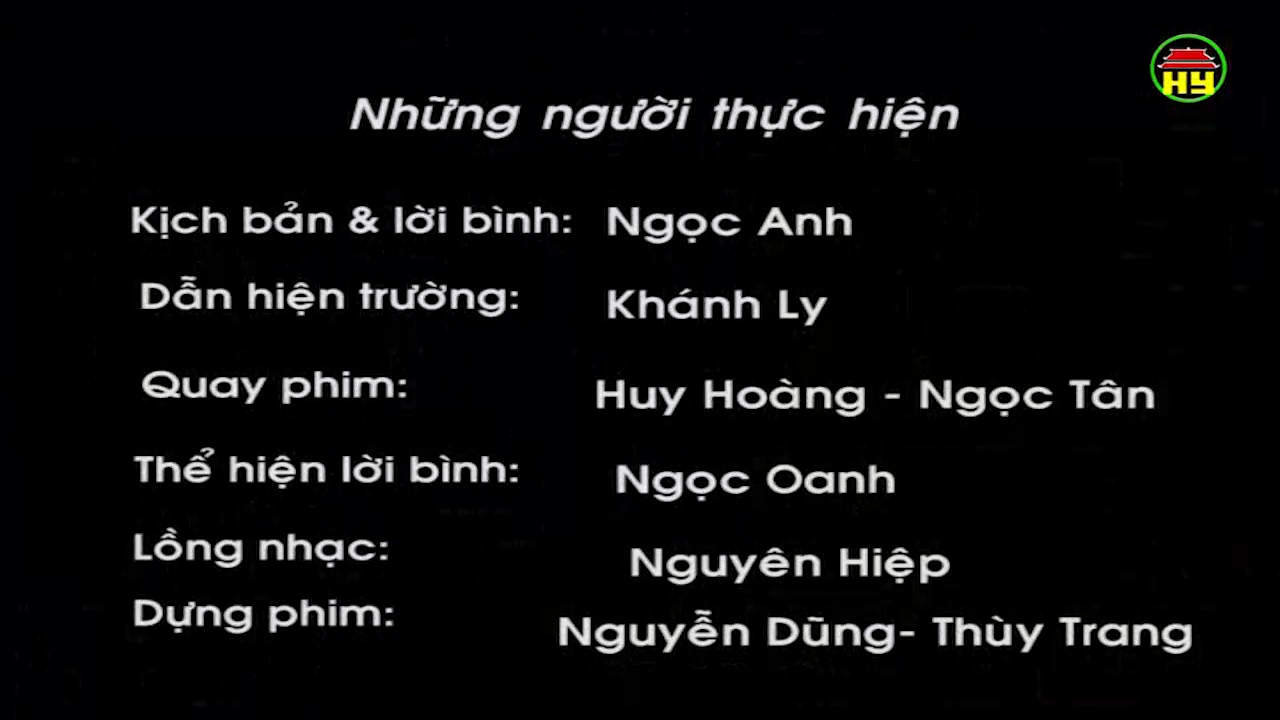 HY
Những người thực hiện
Kịch bản & lời bình: Ngọc Anh
Dẫn hiện trường: Khánh Ly
Quay phim: Huy Hoàng - Ngọc Tân
Thể hiện lời bình: Ngọc Oanh
Lồng nhạc: Nguyên Hiệp
Dựng phim: Nguyễn Dũng- Thùy Trang